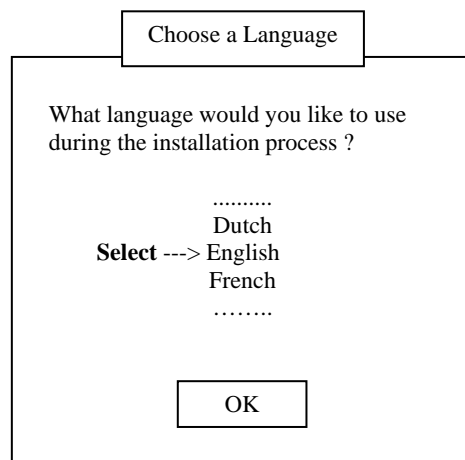 Choose a Language
What language would you like to use
during the installation process ?
..........
Dutch
Select ---> English
French
……..
OK